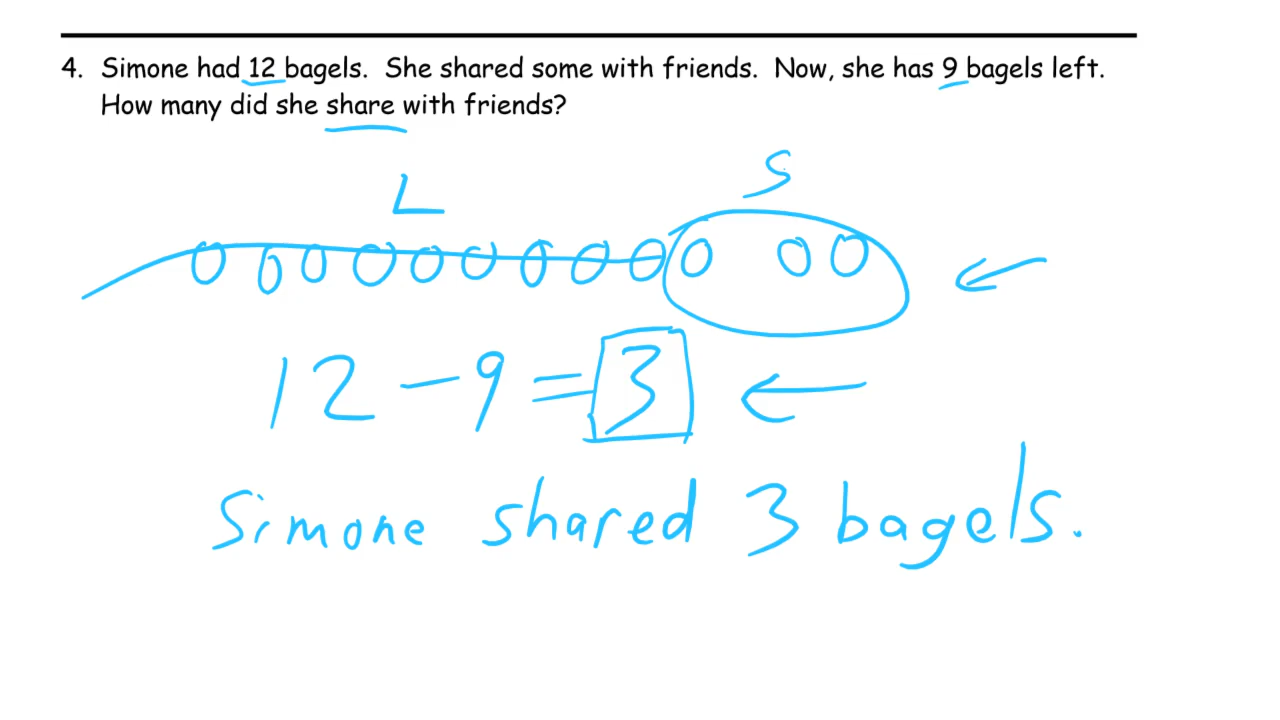 4. Simone had 12 bagels. She shared some with friends. Now, she has 9 bagels left.
How many did she share with friends?
L S
12 - 9 = 3
Simone shared 3 bagels.